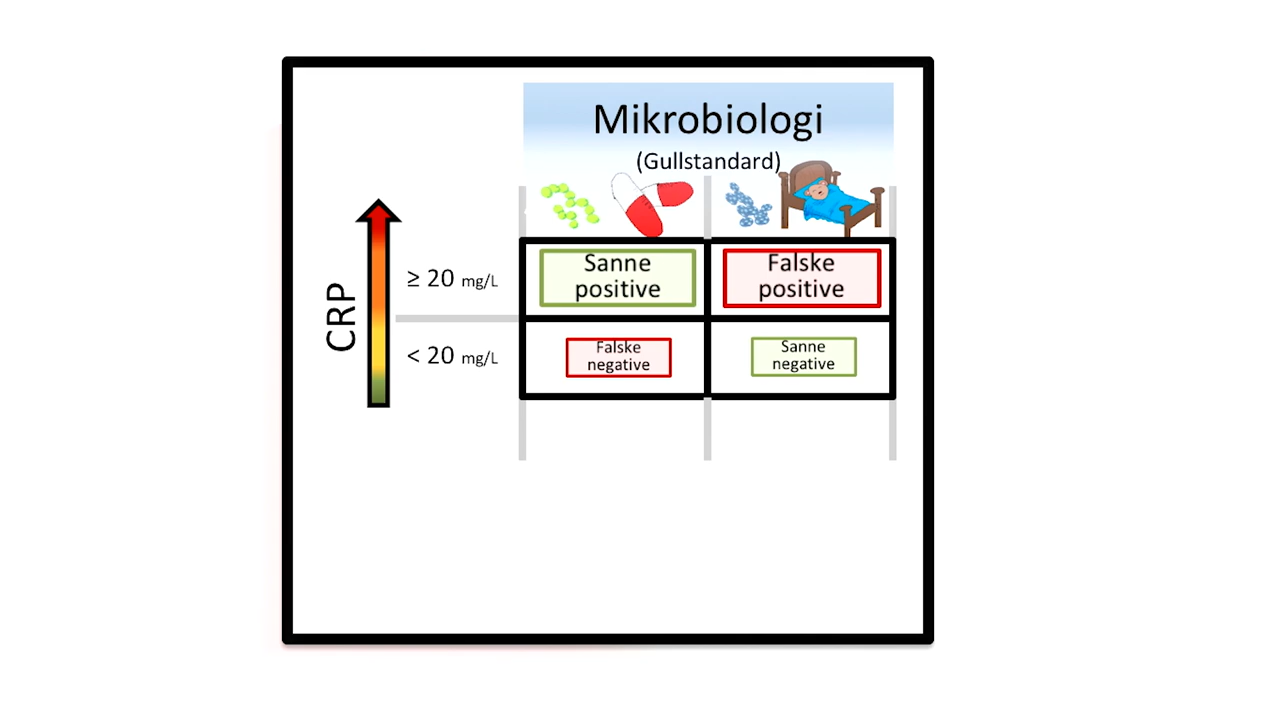 Mikrobiologi
(Gullstandard)
CRP
≥ 20 mg/L
Sanne
positive
Falske
positive
< 20 mg/L
Falske
negative
Sanne
negative